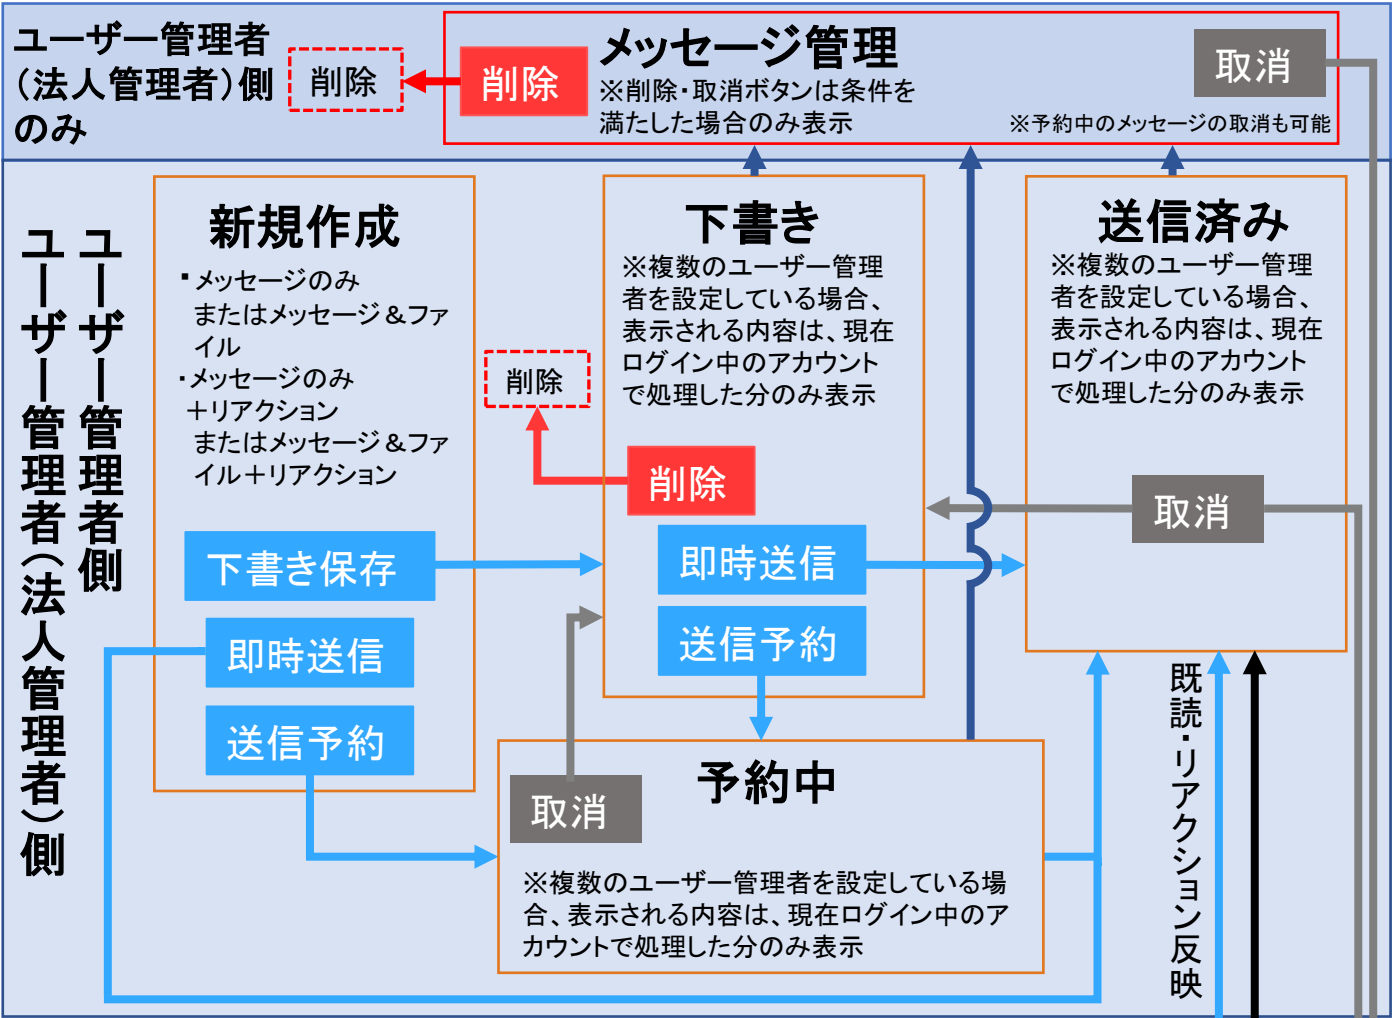 ユーザー管理者
（法人管理者）側
のみ
削除
削除
メッセージ管理
※削除・取消ボタンは条件を
満たした場合のみ表示
取消
※予約中のメッセージの取消も可能
ユーザー管理者側
ユーザー管理者（法人管理者）側
新規作成
・メッセージのみ
またはメッセージ＆ファ
イル
・メッセージのみ
＋リアクション
またはメッセージ＆ファ
イル＋リアクション
下書き保存
即時送信
送信予約
下書き
※複数のユーザー管理
者を設定している場合、
表示される内容は、現在
ログイン中のアカウント
で処理した分のみ表示
削除
削除
即時送信
送信予約
送信済み
※複数のユーザー管理
者を設定している場合、
表示される内容は、現在
ログイン中のアカウント
で処理した分のみ表示
取消
予約中
取消
※複数のユーザー管理者を設定している場
合、表示される内容は、現在ログイン中のア
カウントで処理した分のみ表示
既読・リアクション反映